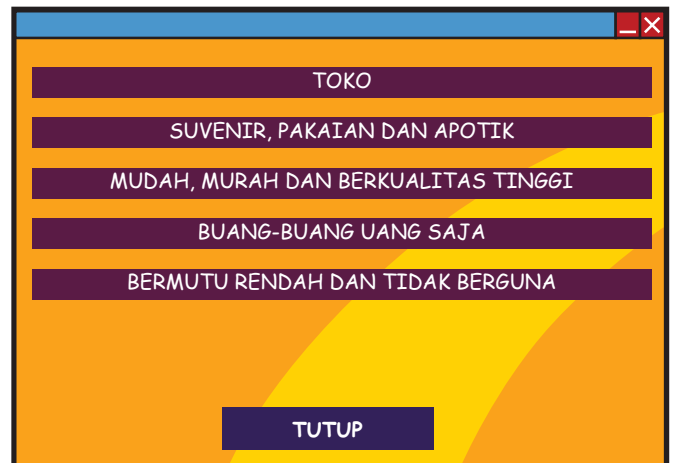 TOKO
SUVENIR, PAKAIAN DAN APOTIK
MUDAH, MURAH DAN BERKUALITAS TINGGI
BUANG-BUANG UANG SAJA
BERMUTU RENDAH DAN TIDAK BERGUNA
TUTUP